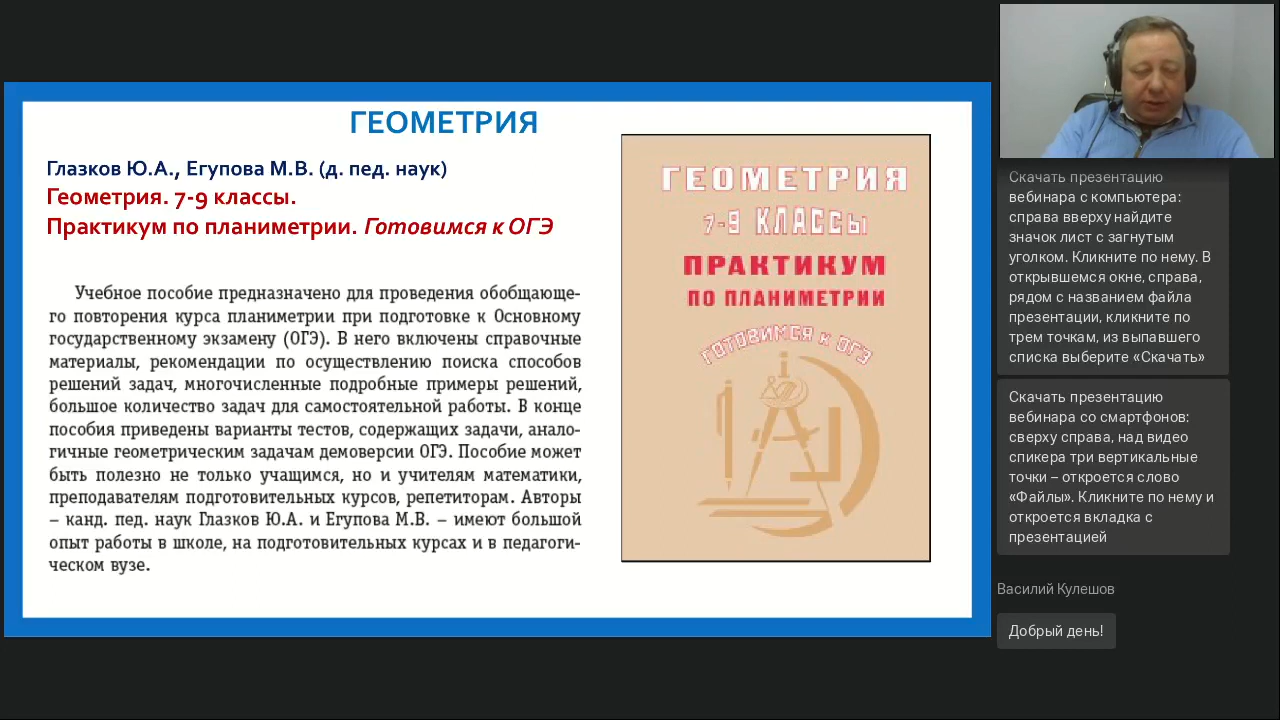 ГЕОМЕТРИЯ
Глазков Ю.А., Егупова М.В. (д. пед. наук)
Геометрия. 7-9 классы.
Практикум по планиметрии. Готовимся к ОГЭ
Учебное пособие предназначено для проведения обобщающе-
го повторения курса планиметрии при подготовке к Основному
государственному экзамену (ОГЭ). В него включены справочные
материалы, рекомендации по осуществлению поиска способов
решений задач, многочисленные подробные примеры решений,
большое количество задач для самостоятельной работы. В конце
пособия приведены варианты тестов, содержащих задачи, анало-
гичные геометрическим задачам демоверсии ОГЭ. Пособие может
быть полезно не только учащимся, но и учителям математики,
преподавателям подготовительных курсов, репетиторам. Авторы
– канд. пед. наук Глазков Ю.А. и Егупова М.В. – имеют большой
опыт работы в школе, на подготовительных курсах и в педагоги-
ческом вузе.
ГЕОМЕТРИЯ
7-9 КЛАССЫ
ПРАКТИКУМ
ПО ПЛАНИМЕТРИИ
ГОТОВИМСЯ К ОГЭ
Скачать презентацию
вебинара с компьютера:
справа вверху найдите
значок лист с загнутым
уголком. Кликните по нему. В
открывшемся окне, справа,
рядом с названием файла
презентации, кликните по
трем точкам, из выпавшего
списка выберите «Скачать»
Скачать презентацию
вебинара со смартфонов:
сверху справа, над видео
спикера три вертикальные
точки – откроется слово
«Файлы». Кликните по нему и
откроется вкладка с
презентацией
Василий Кулешов
Добрый день!